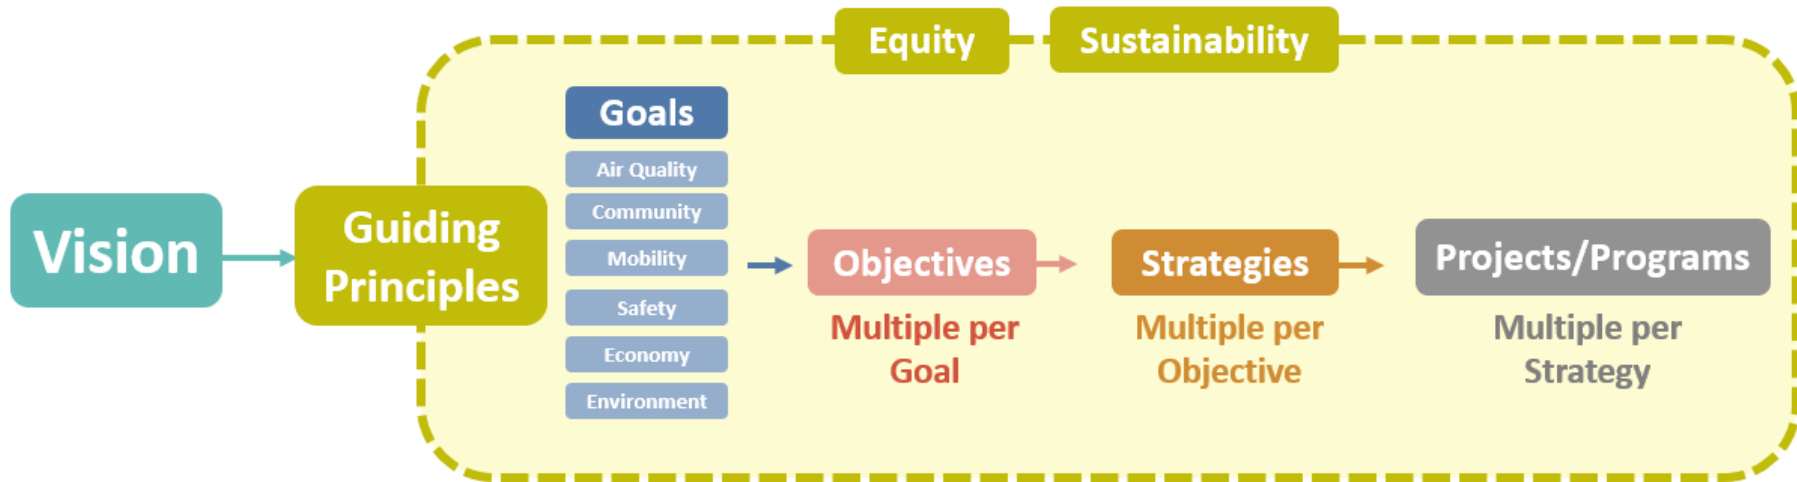 Equity
Sustainability
Goals
Air Quality
Community
Mobility
Safety
Economy
Environment
Vision
Guiding
Principles
Objectives
Multiple per
Goal
Strategies
Multiple per
Objective
Projects/Programs
Multiple per
Strategy